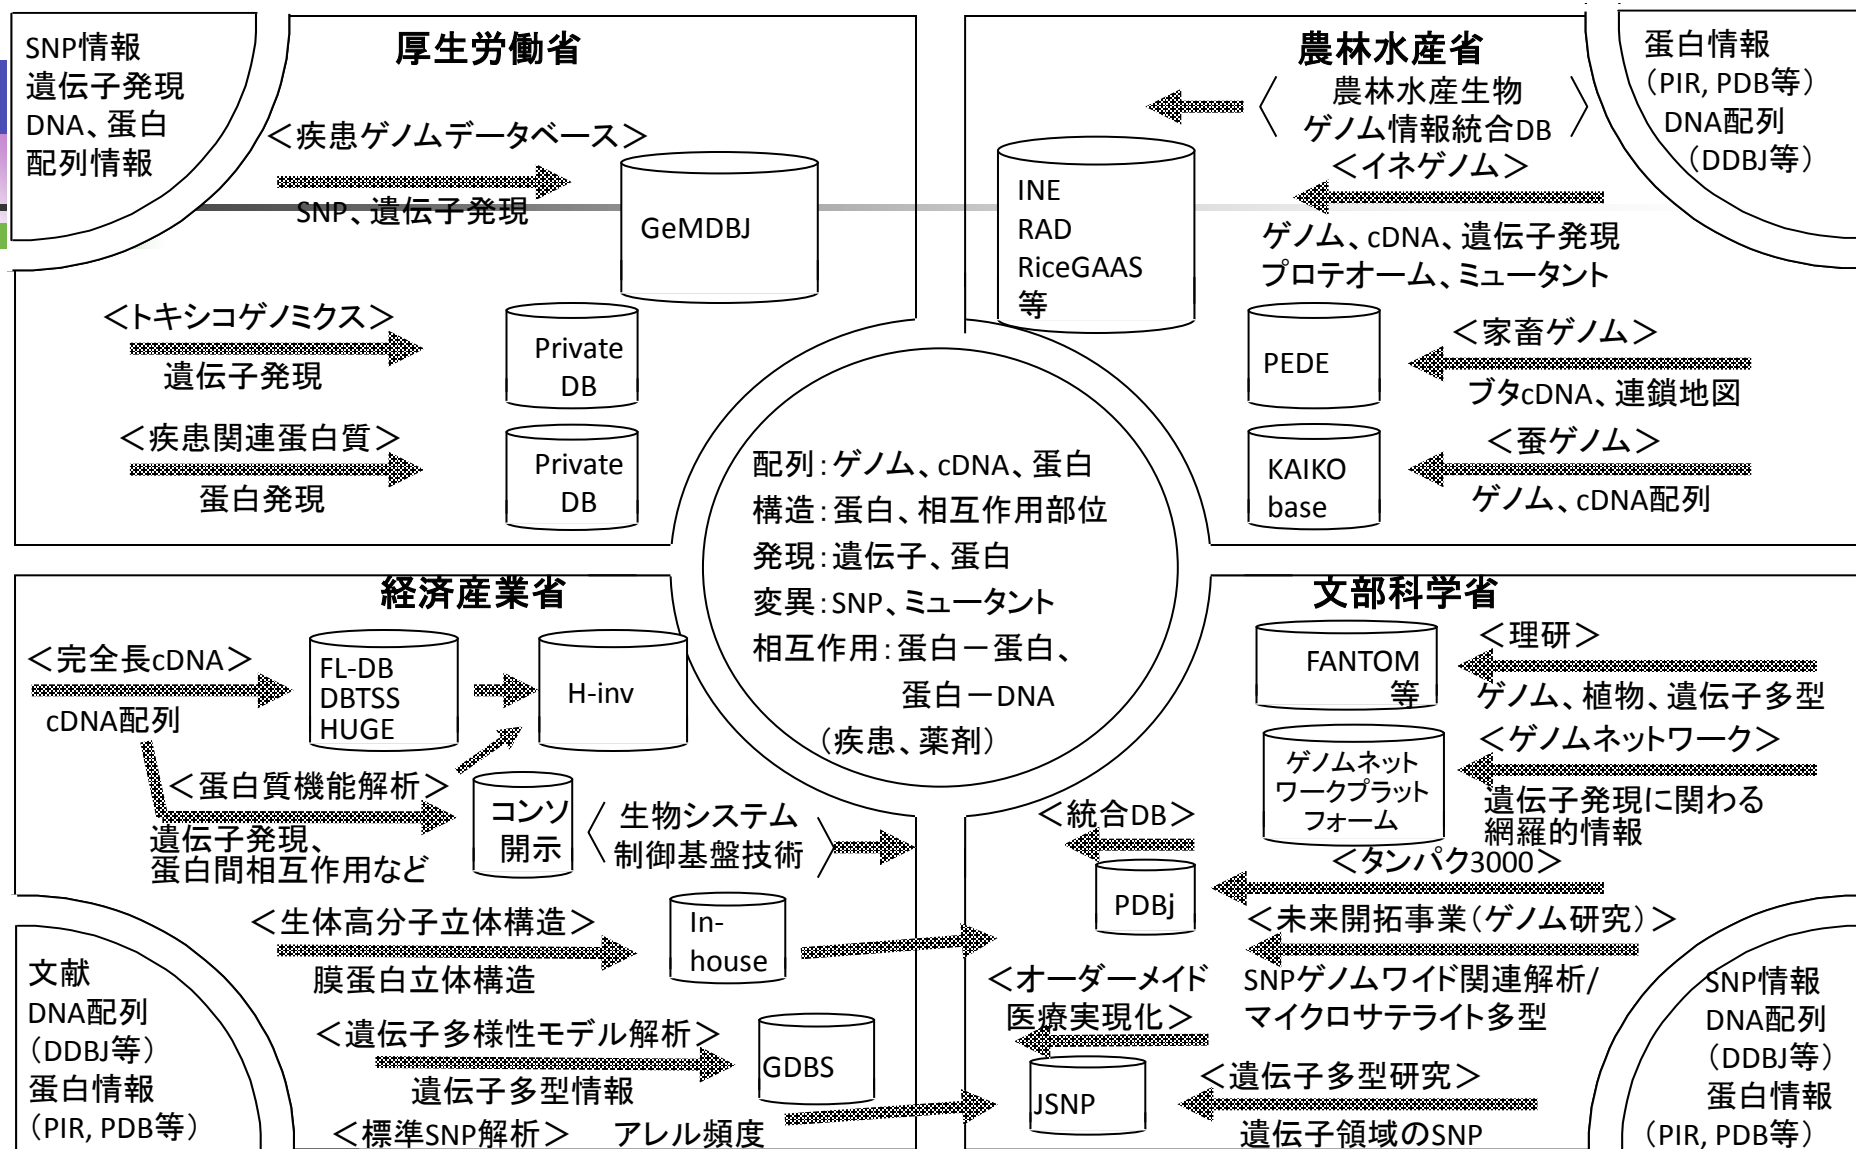 SNP情報
遺伝子発現
DNA、蛋白
配列情報
厚生労働省
＜疾患ゲノムデータベース＞
SNP、遺伝子発現
GeMDBJ
＜トキシコゲノミクス＞
遺伝子発現
Private
DB
＜疾患関連蛋白質＞
蛋白発現
Private
DB
農林水産省
〈農林水産生物
ゲノム情報統合DB〉
＜イネゲノム＞
ゲノム、cDNA、遺伝子発現
プロテオーム、ミュータント
INE
RAD
RiceGAAS
等
＜家畜ゲノム＞
PEDE
ブタcDNA、連鎖地図
＜蚕ゲノム＞
KAIKO
base
ゲノム、cDNA配列
蛋白情報
（PIR, PDB等）
DNA配列
（DDBJ等）
配列：ゲノム、cDNA、蛋白
構造：蛋白、相互作用部位
発現：遺伝子、蛋白
変異：SNP、ミュータント
相互作用：蛋白－蛋白、
蛋白－DNA
（疾患、薬剤）
経済産業省
＜完全長cDNA＞
cDNA配列
FL-DB
DBTSS
HUGE
H-inv
＜蛋白質機能解析＞
遺伝子発現、
蛋白間相互作用など
コンソ
開示
〈生物システム
制御基盤技術〉
＜生体高分子立体構造＞
膜蛋白立体構造
In-
house
＜遺伝子多様性モデル解析＞
遺伝子多型情報
GDBS
＜標準SNP解析＞ アレル頻度
文献
DNA配列
（DDBJ等）
蛋白情報
（PIR, PDB等）
文部科学省
FANTOM
等
＜理研＞
ゲノム、植物、遺伝子多型
＜ゲノムネットワーク＞
ゲノムネット
ワークプラット
フォーム
遺伝子発現に関わる
網羅的情報
＜統合DB＞
＜タンパク3000＞
PDBj
＜未来開拓事業（ゲノム研究）＞
SNPゲノムワイド関連解析/
マイクロサテライト多型
＜オーダーメイド
医療実現化＞
JSNP
＜遺伝子多型研究＞
遺伝子領域のSNP
SNP情報
DNA配列
（DDBJ等）
蛋白情報
（PIR, PDB等）